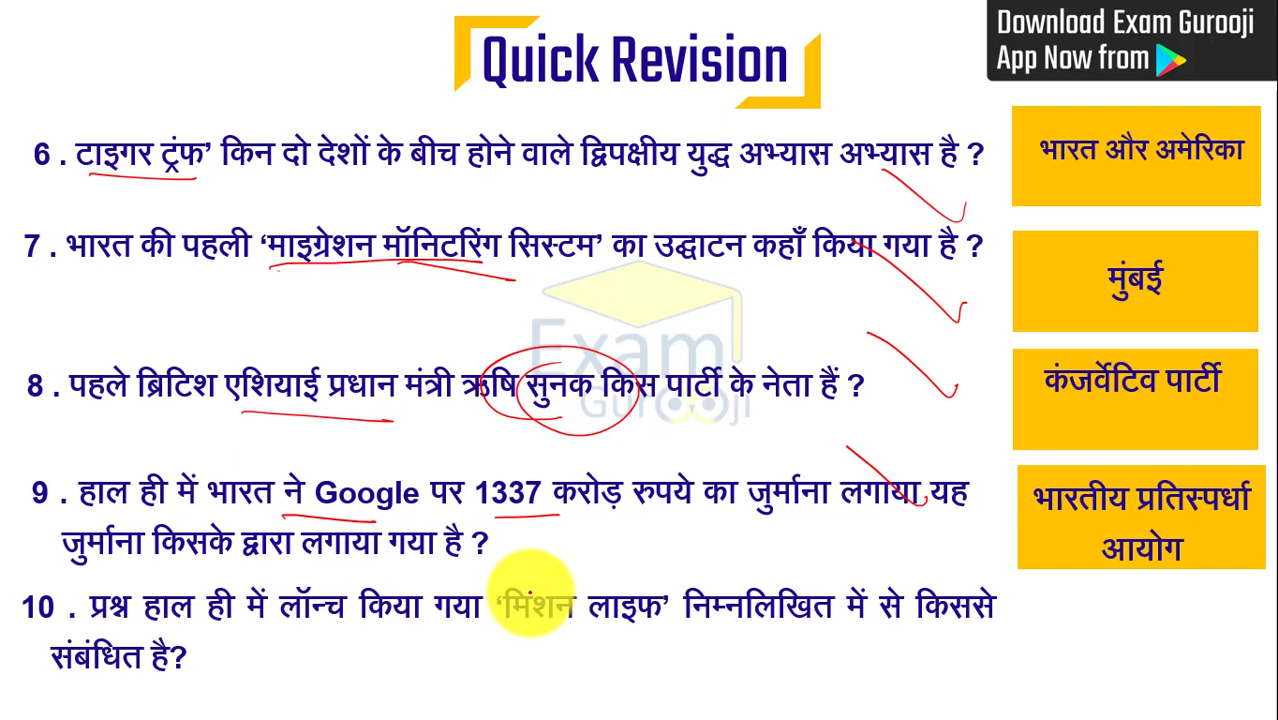 Quick Revision
Download Exam Gurooji
App Now from
6 . टाइगर ट्रंफ’ किन दो देशों के बीच होने वाले द्विपक्षीय युद्ध अभ्यास अभ्यास है ?
भारत और अमेरिका
7 . भारत की पहली ‘माइग्रेशन मॉनिटरिंग सिस्टम’ का उद्घाटन कहाँ किया गया है ?
मुंबई
8 . पहले ब्रिटिश एशियाई प्रधान मंत्री ऋषि सुनक किस पार्टी के नेता हैं ?
कंजर्वेटिव पार्टी
Exam
Gurooji
9 . हाल ही में भारत ने Google पर 1337 करोड़ रुपये का जुर्माना लगाया यह
जुर्माना किसके द्वारा लगाया गया है ?
भारतीय प्रतिस्पर्धा
आयोग
10 . प्रश्न हाल ही में लॉन्च किया गया ‘मिशन लाइफ’ निम्नलिखित में से किससे
संबंधित है?